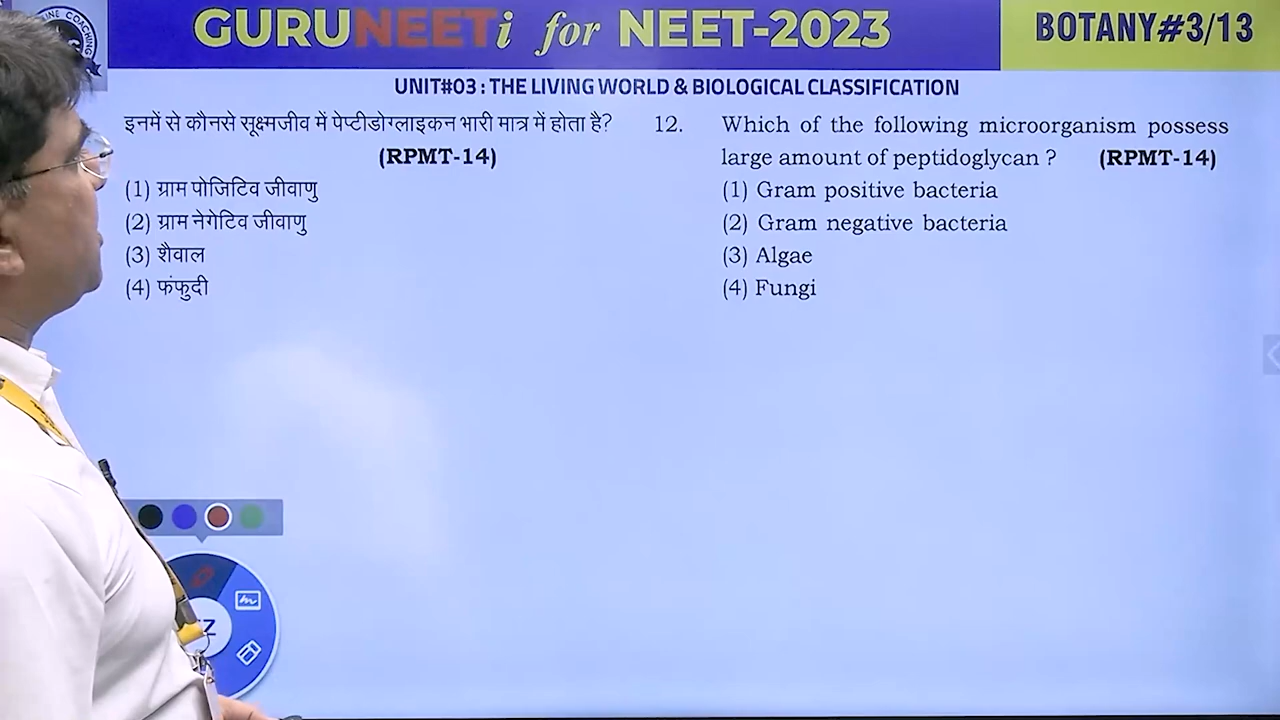 GURUNEETi for NEET-2023
BOTANY#3/13
UNIT#03 : THE LIVING WORLD & BIOLOGICAL CLASSIFICATION
इनमें से कौनसे सूक्ष्मजीव में पेप्टीडोग्लाइकन भारी मात्र में होता है?
(RPMT-14)
(1) ग्राम पोजिटिव जीवाणु
(2) ग्राम नेगेटिव जीवाणु
(3) शैवाल
(4) फंफुदी
12. Which of the following microorganism possess
large amount of peptidoglycan ? (RPMT-14)
(1) Gram positive bacteria
(2) Gram negative bacteria
(3) Algae
(4) Fungi